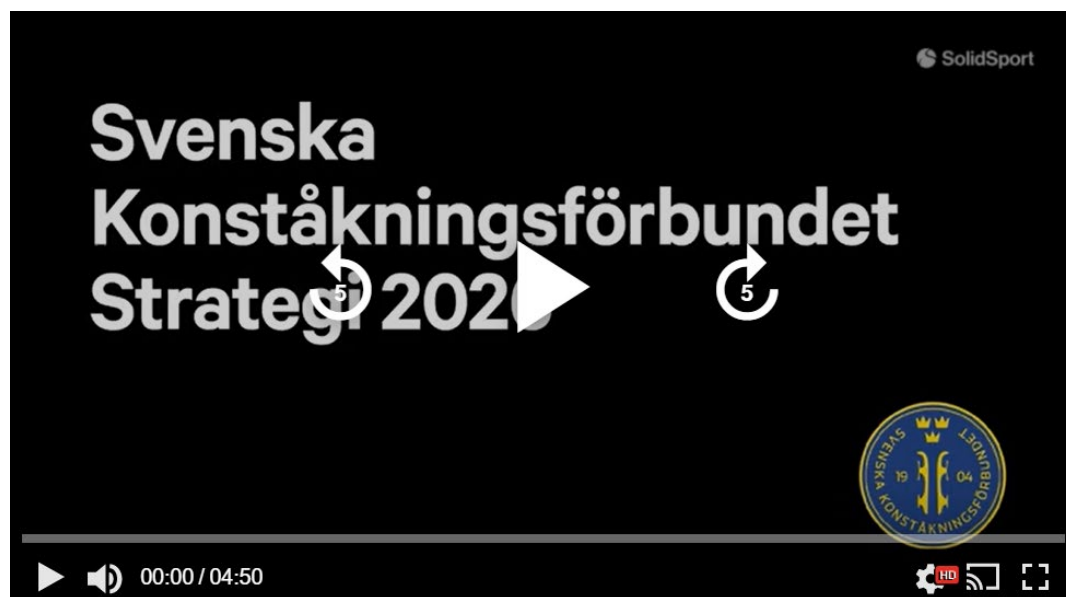 SolidSport
Svenska
Konståkningsförbundet
Strategi
5
5
SVENSKA KONSTÅKNINGSFÖRBUNDET
19 04
00:00 / 04:50
HD